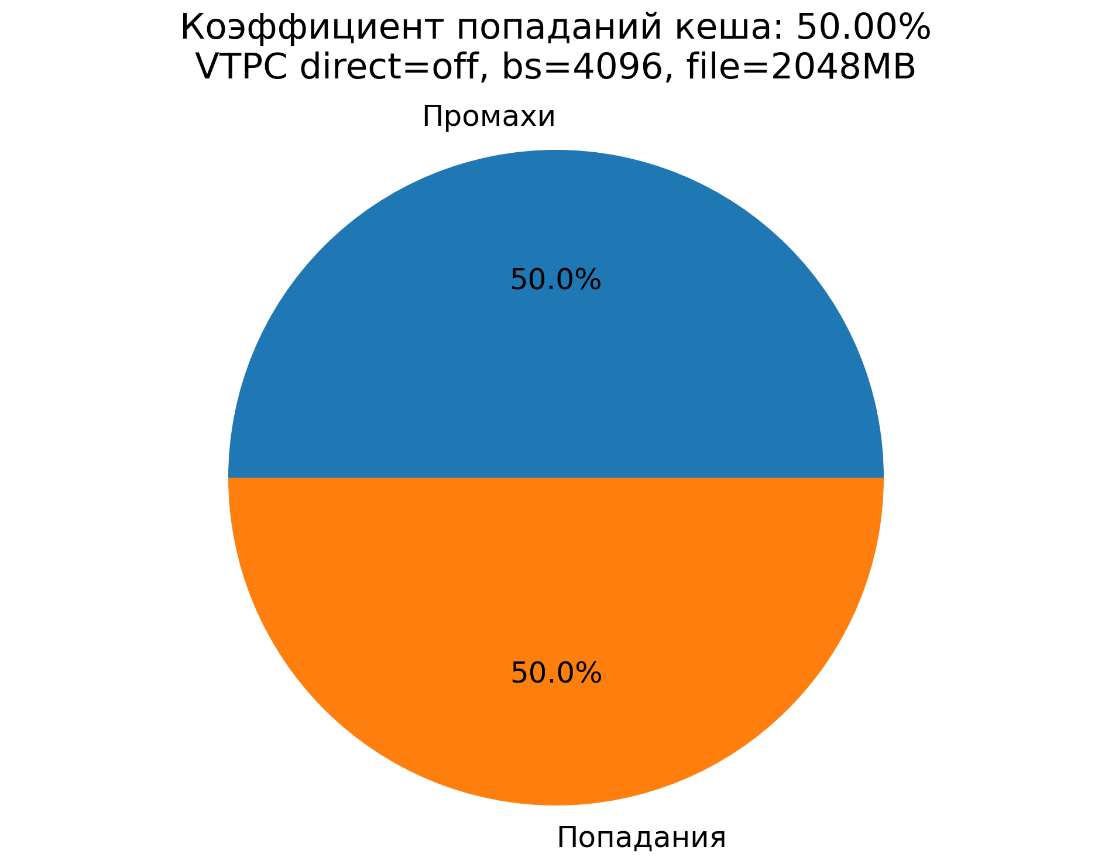 Коэффициент попаданий кеша: 50.00%
VTPC direct=off, bs=4096, file=2048MB
Промахи
50.0%
50.0%
Попадания